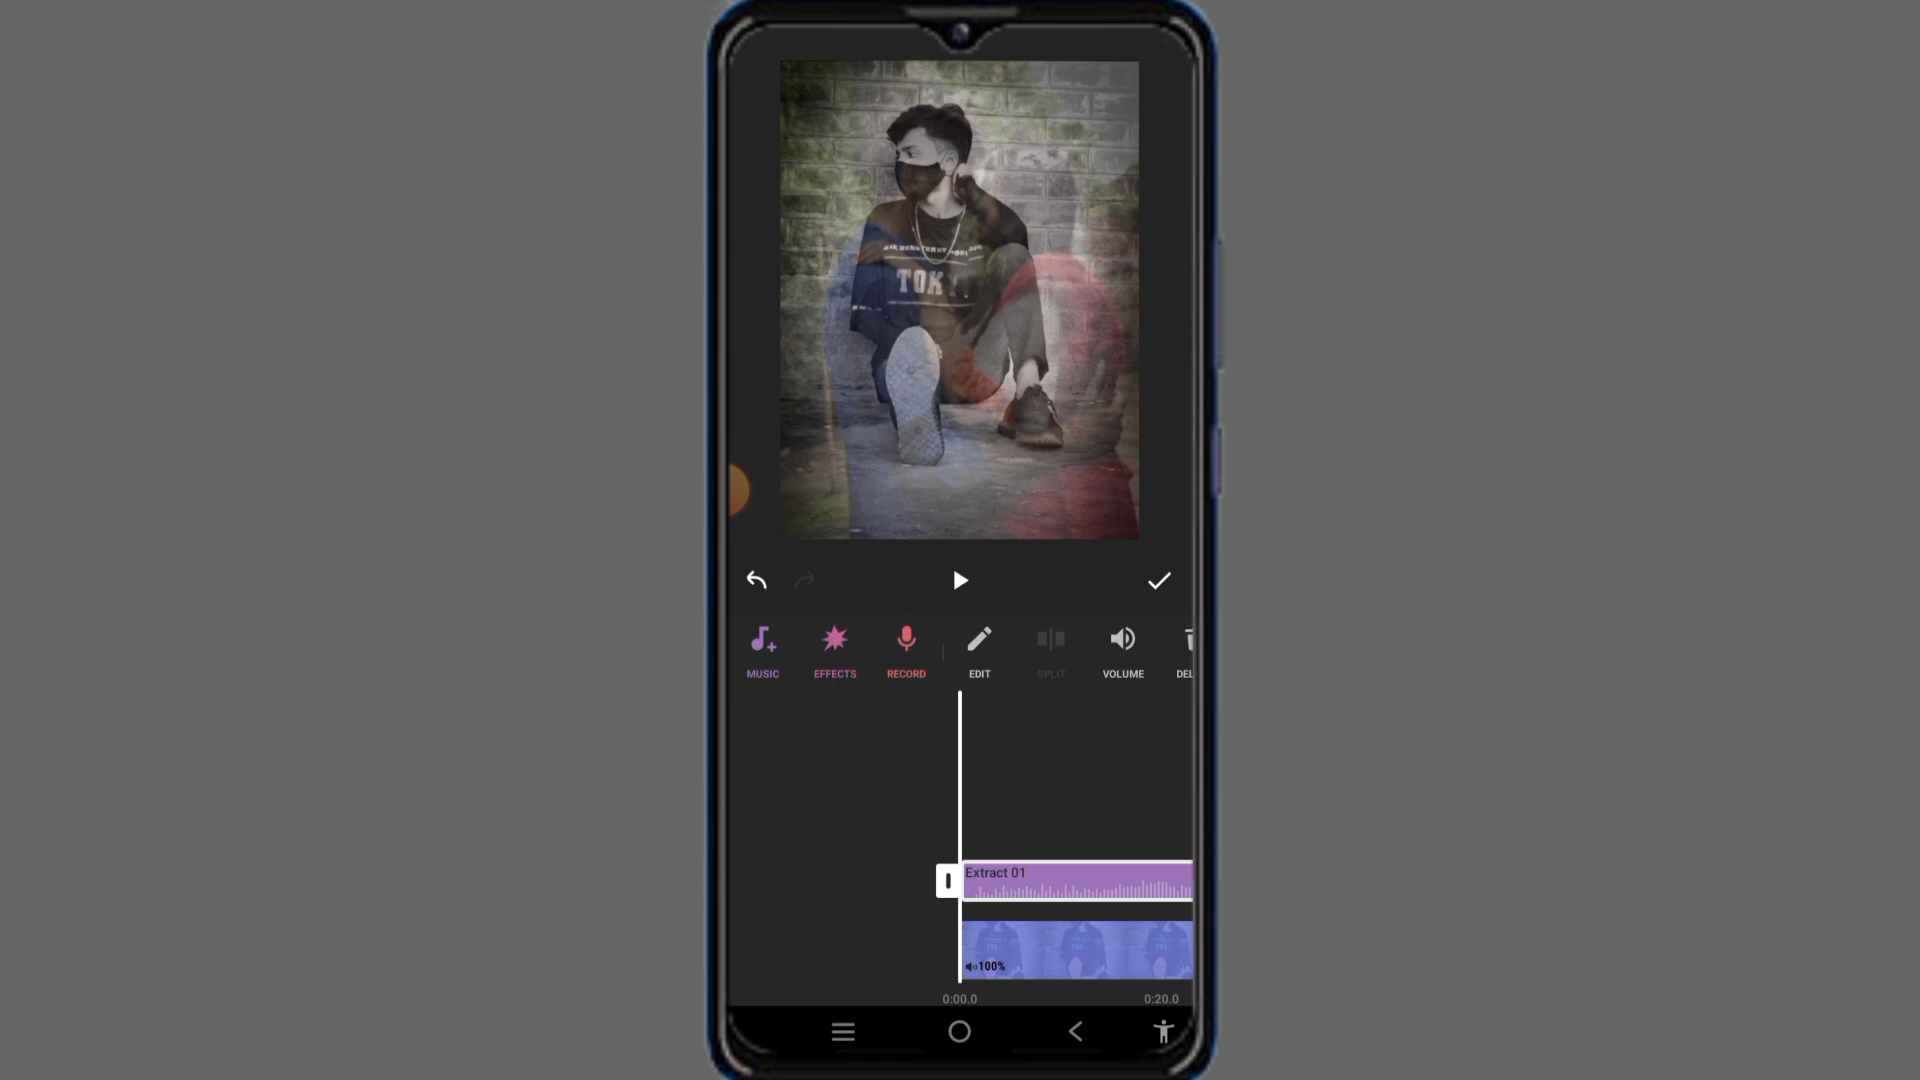 TOK
MUSIC
EFFECTS
RECORD
EDIT
SPLIT
VOLUME
DEL
Extract 01
100%
0:00.0
0:20.0